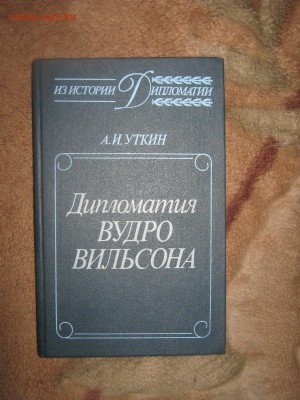 ИЗ ИСТОРИИ ДИПЛОМАТИИ
А.И. УТКИН
Дипломатия
ВУДРО
ВИЛЬСОНА